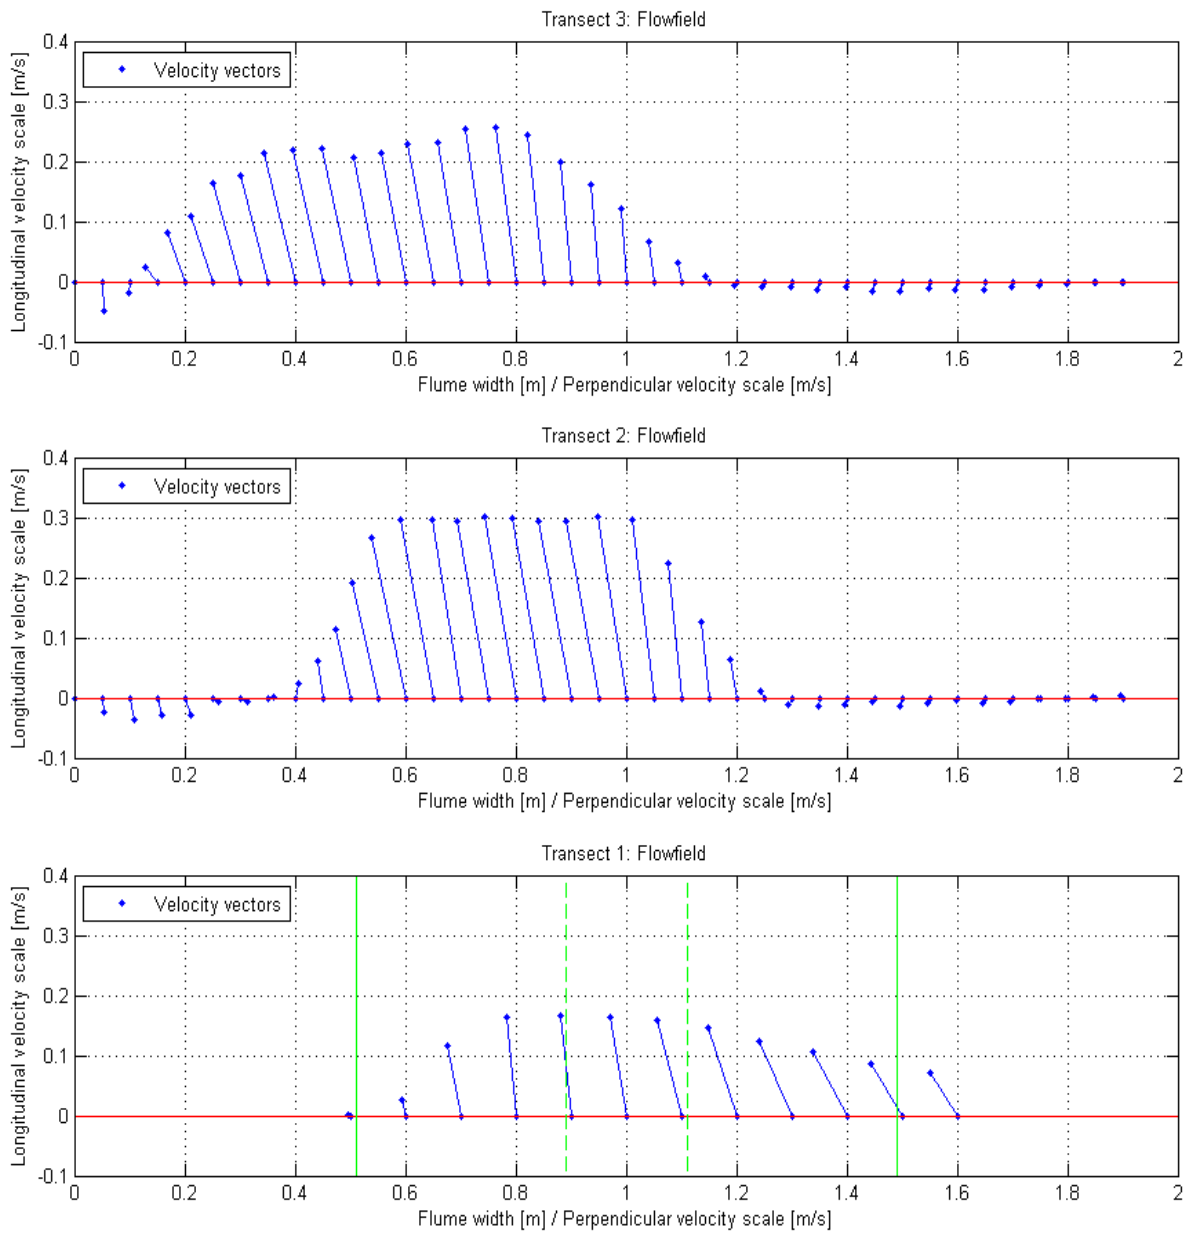 Transect 3: Flowfield
Longitudinal velocity scale [m/s]
0.4
0.3
0.2
0.1
0
-0.1
Velocity vectors
0 0.2 0.4 0.6 0.8 1 1.2 1.4 1.6 1.8 2
Flume width [m] / Perpendicular velocity scale [m/s]
Transect 2: Flowfield
Longitudinal velocity scale [m/s]
0.4
0.3
0.2
0.1
0
-0.1
Velocity vectors
0 0.2 0.4 0.6 0.8 1 1.2 1.4 1.6 1.8 2
Flume width [m] / Perpendicular velocity scale [m/s]
Transect 1: Flowfield
Longitudinal velocity scale [m/s]
0.4
0.3
0.2
0.1
0
-0.1
Velocity vectors
0 0.2 0.4 0.6 0.8 1 1.2 1.4 1.6 1.8 2
Flume width [m] / Perpendicular velocity scale [m/s]